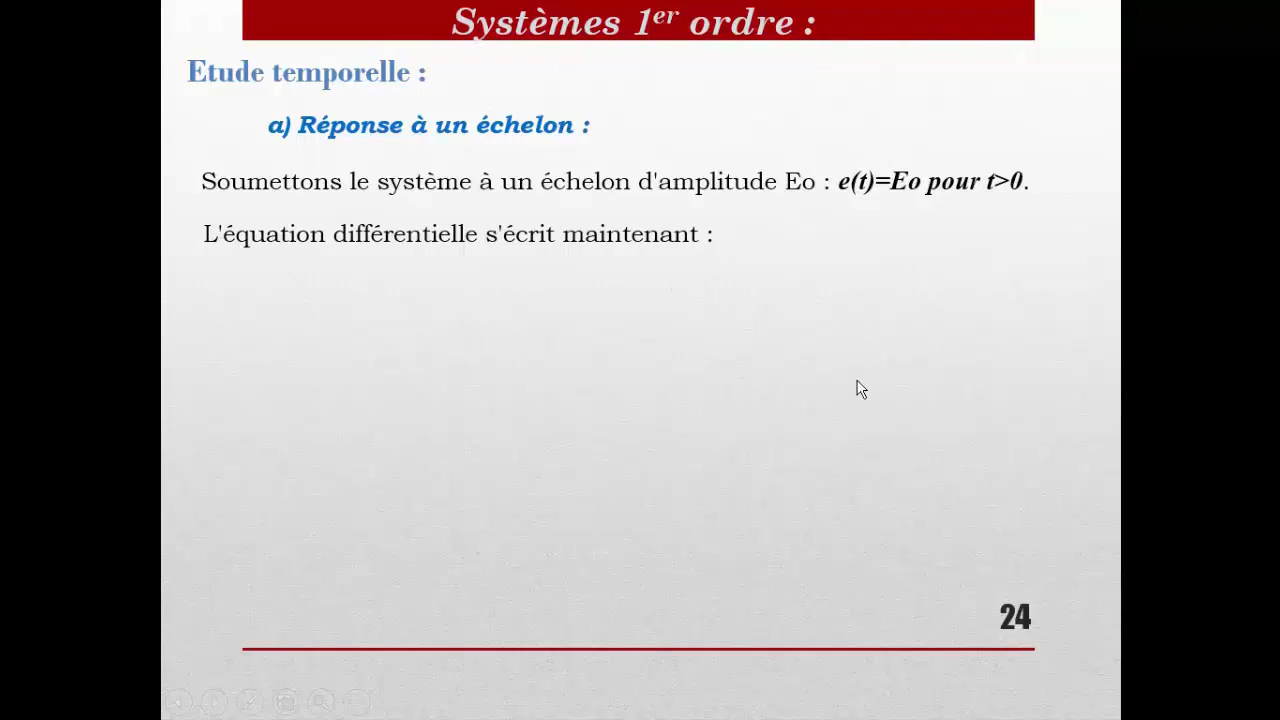 Systèmes 1er ordre :
Etude temporelle :
a) Réponse à un échelon :
Soumettons le système à un échelon d'amplitude Eo : e(t)=Eo pour t>0.
L'équation différentielle s'écrit maintenant :
24